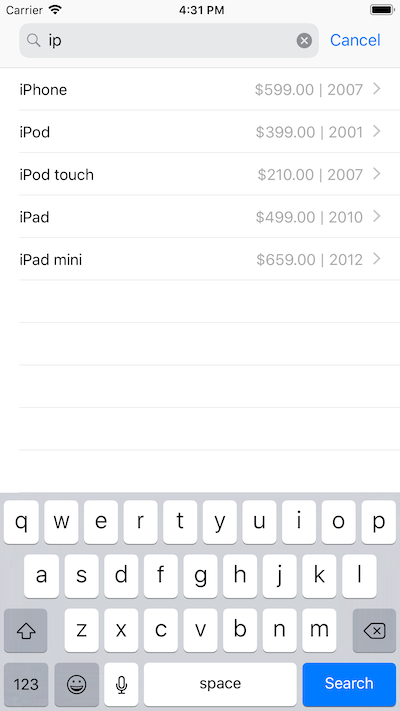 Carrier 4:31 PM
ip Cancel
iPhone $599.00 | 2007
iPod $399.00 | 2001
iPod touch $210.00 | 2007
iPad $499.00 | 2010
iPad mini $659.00 | 2012
q w e r t y u i o p
a s d f g h j k l
z x c v b n m
123 space Search